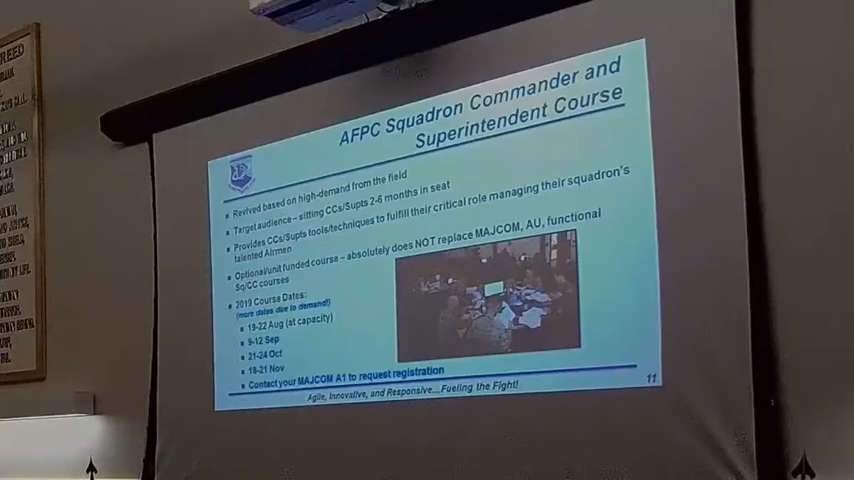 REED
AFPC Squadron Commander and
Superintendent Course
▪ Revived based on high-demand from the field
▪ Target audience – sitting CCs/Supts 2-6 months in seat
▪ Provides CCs/Supts tools/techniques to fulfill their critical role managing their squadron's
talented Airmen
▪ Optional/unit funded course – absolutely does NOT replace MAJCOM, AU, functional
Sq/CC courses
▪ 2019 Course Dates:
(more dates due to demand!)
▪ 19-22 Aug (at capacity)
▪ 9-12 Sep
▪ 21-24 Oct
▪ 18-21 Nov
▪ Contact your MAJCOM A1 to request registration
Agile, Innovative, and Responsive…Fueling the Fight!
11